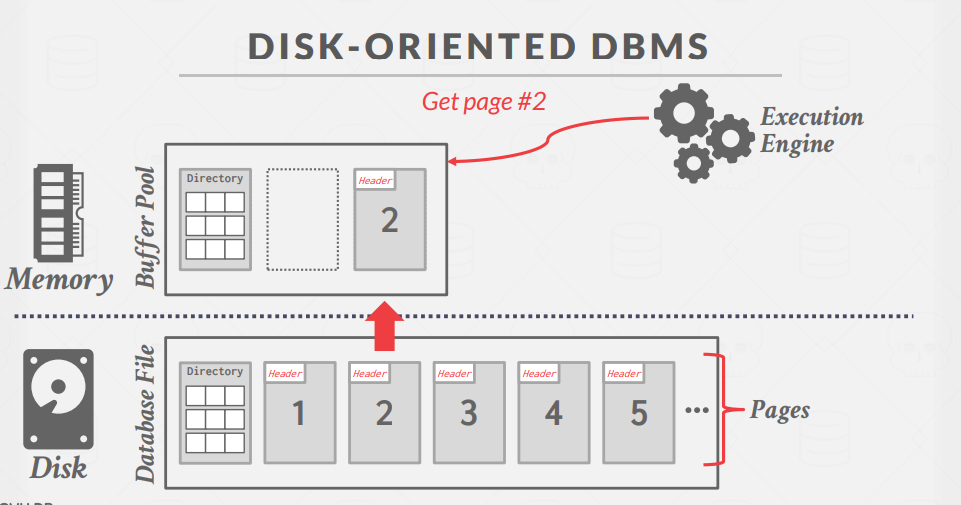 DISK-ORIENTED DBMS
Get page #2
Execution
Engine
Memory
Buffer Pool
Directory
Header
2
Disk
Database File
Directory
Header
1
Header
2
Header
3
Header
4
Header
5
...
Pages